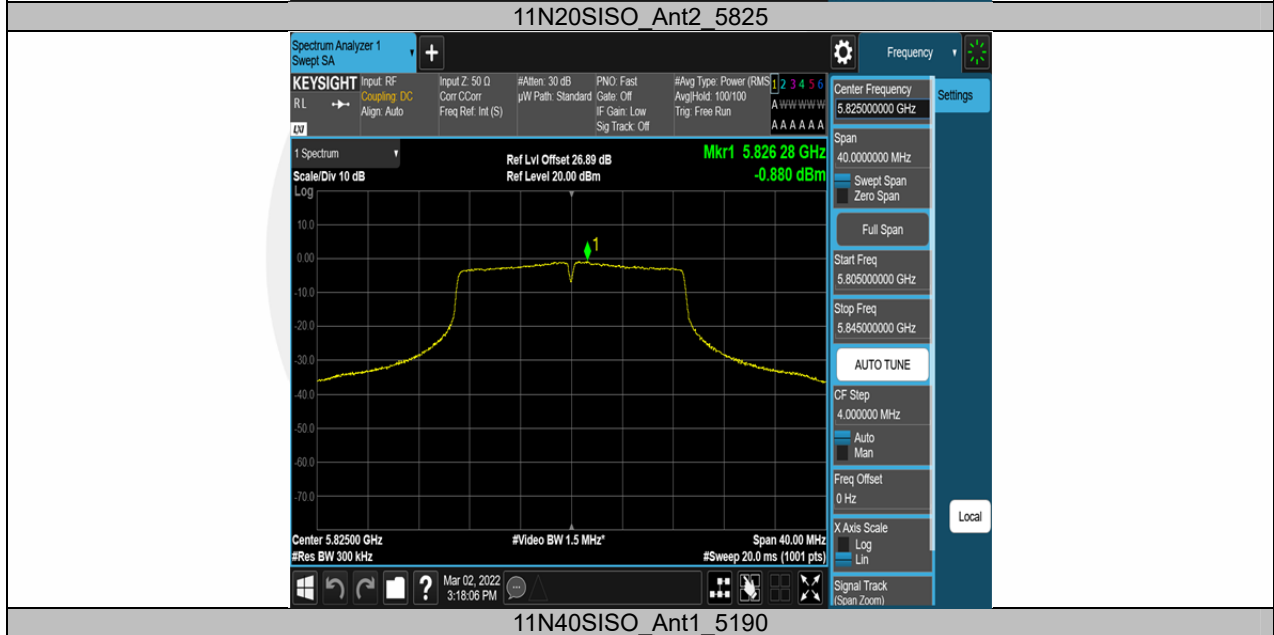 11N20SISO_Ant2_5825
Spectrum Analyzer 1
Swept SA
+
Frequency
KEYSIGHT
RL
LXI
Input: RF
Coupling: DC
Align: Auto
Input Z: 50 Ω
Corr CCorr
Freq Ref: Int (S)
#Atten: 30 dB
µW Path: Standard
PNO: Fast
Gate: Off
IF Gain: Low
Sig Track: Off
#Avg Type: Power (RMS
Avg|Hold: 100/100
Trig: Free Run
1 2 3 4 5 6
A W W W W W
A A A A A A
1 Spectrum
Scale/Div 10 dB
Log
Ref Lvl Offset 26.89 dB
Ref Level 20.00 dBm
Mkr1 5.826 28 GHz
-0.880 dBm
10.0
0.00
-10.0
-20.0
-30.0
-40.0
-50.0
-60.0
-70.0
1
Center 5.82500 GHz
#Res BW 300 kHz
#Video BW 1.5 MHz*
Span 40.00 MHz
#Sweep 20.0 ms (1001 pts)
?
Mar 02, 2022
3:18:06 PM
Center Frequency
5.825000000 GHz
Span
40.0000000 MHz
Swept Span
Zero Span
Full Span
Start Freq
5.805000000 GHz
Stop Freq
5.845000000 GHz
AUTO TUNE
CF Step
4.000000 MHz
Auto
Man
Freq Offset
0 Hz
X Axis Scale
Log
Lin
Signal Track
(Span Zoom)
Settings
Local
11N40SISO_Ant1_5190